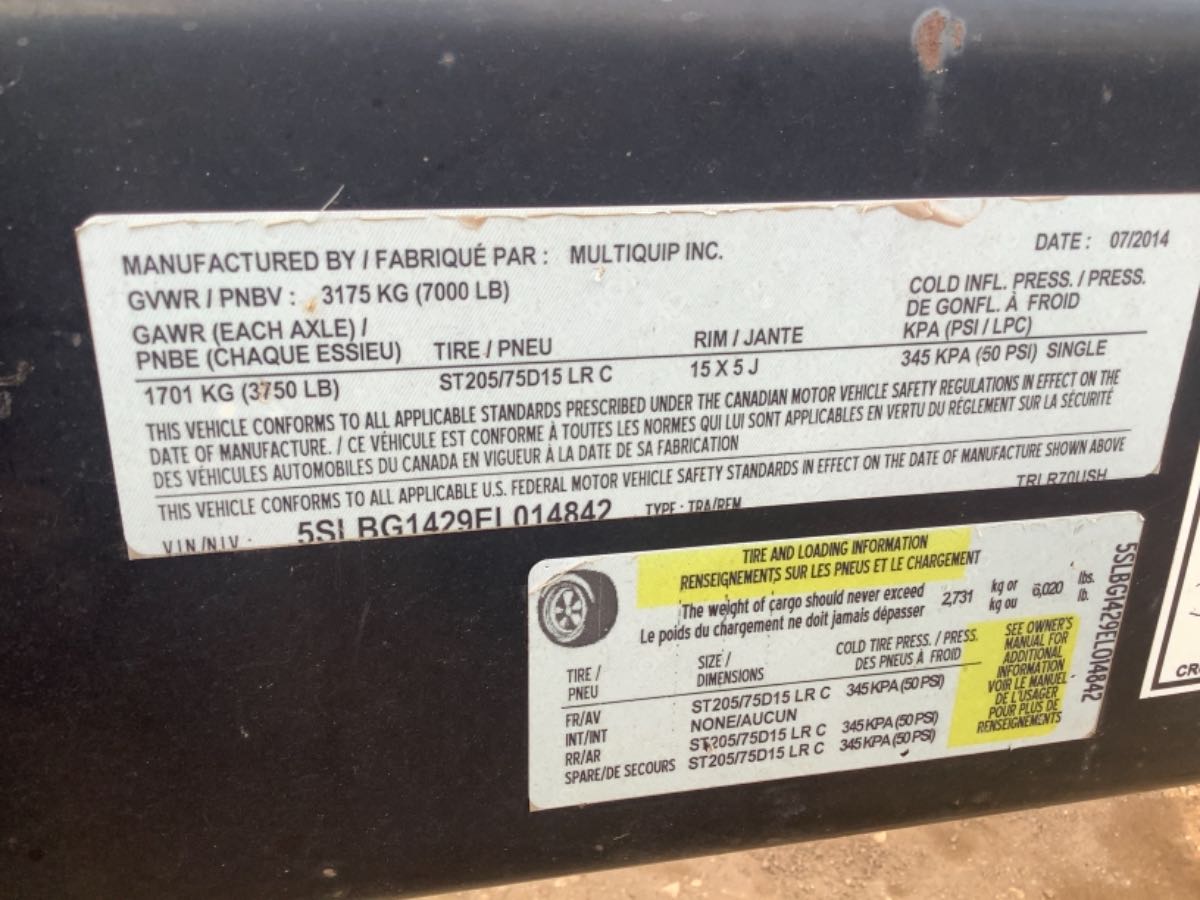 MANUFACTURED BY / FABRIQUÉ PAR : MULTIQUIP INC. DATE : 07/2014
GVWR / PNBV : 3175 KG (7000 LB)
COLD INFL. PRESS. / PRESS.
DE GONFL. À FROID
KPA (PSI / LPC)
GAWR (EACH AXLE) /
PNBE (CHAQUE ESSIEU) TIRE / PNEU RIM / JANTE
1701 KG (3750 LB) ST205/75D15 LR C 15 X 5 J 345 KPA (50 PSI) SINGLE
THIS VEHICLE CONFORMS TO ALL APPLICABLE STANDARDS PRESCRIBED UNDER THE CANADIAN MOTOR VEHICLE SAFETY REGULATIONS IN EFFECT ON THE
DATE OF MANUFACTURE. / CE VÉHICULE EST CONFORME À TOUTES LES NORMES QUI LUI SONT APPLICABLES EN VERTU DU RÉGLEMENT SUR LA SÉCURITÉ
DES VÉHICULES AUTOMOBILES DU CANADA EN VIGUEUR À LA DATE DE SA FABRICATION
THIS VEHICLE CONFORMS TO ALL APPLICABLE U.S. FEDERAL MOTOR VEHICLE SAFETY STANDARDS IN EFFECT ON THE DATE OF MANUFACTURE SHOWN ABOVE
VIN/NIV : 5SLBG1429EL014842 TYPE : TRA/REM TRLR70USH
TIRE AND LOADING INFORMATION
RENSEIGNEMENTS SUR LES PNEUS ET LE CHARGEMENT
The weight of cargo should never exceed 2,731 kg or 6,020 lbs.
Le poids du chargement ne doit jamais dépasser kg ou lb.
TIRE / PNEU
SIZE / DIMENSIONS
COLD TIRE PRESS. / PRESS.
DES PNEUS À FROID
FR/AV ST205/75D15 LR C 345 KPA (50 PSI)
INT/INT NONE/AUCUN
RR/AR ST205/75D15 LR C 345 KPA (50 PSI)
SPARE/DE SECOURS ST205/75D15 LR C 345 KPA (50 PSI)
SEE OWNER'S
MANUAL FOR
ADDITIONAL
INFORMATION
VOIR LE MANUEL
DE L'USAGER
POUR PLUS DE
RENSEIGNEMENTS
5SLBG1429EL014842